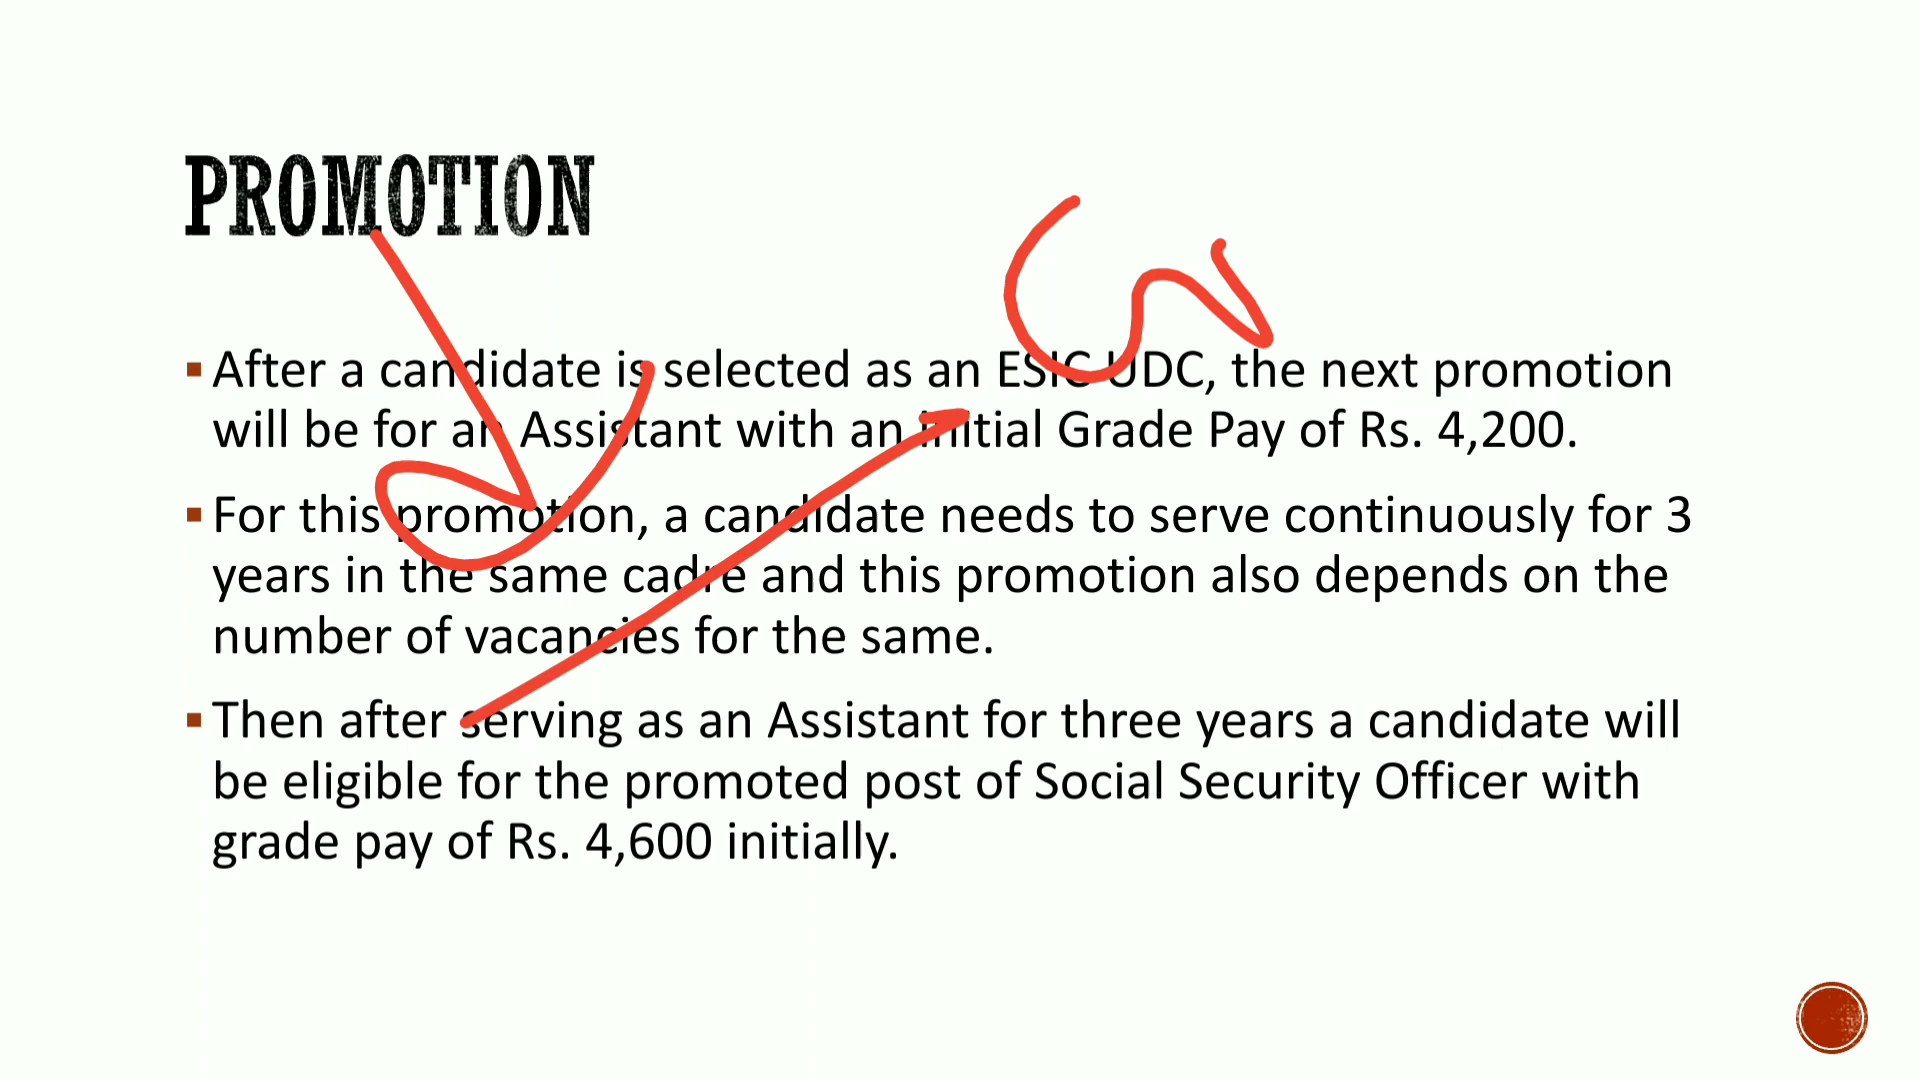 PROMOTION
▪ After a candidate is selected as an ESIC UDC, the next promotion
will be for an Assistant with an Initial Grade Pay of Rs. 4,200.
▪ For this promotion, a candidate needs to serve continuously for 3
years in the same cadre and this promotion also depends on the
number of vacancies for the same.
▪ Then after serving as an Assistant for three years a candidate will
be eligible for the promoted post of Social Security Officer with
grade pay of Rs. 4,600 initially.